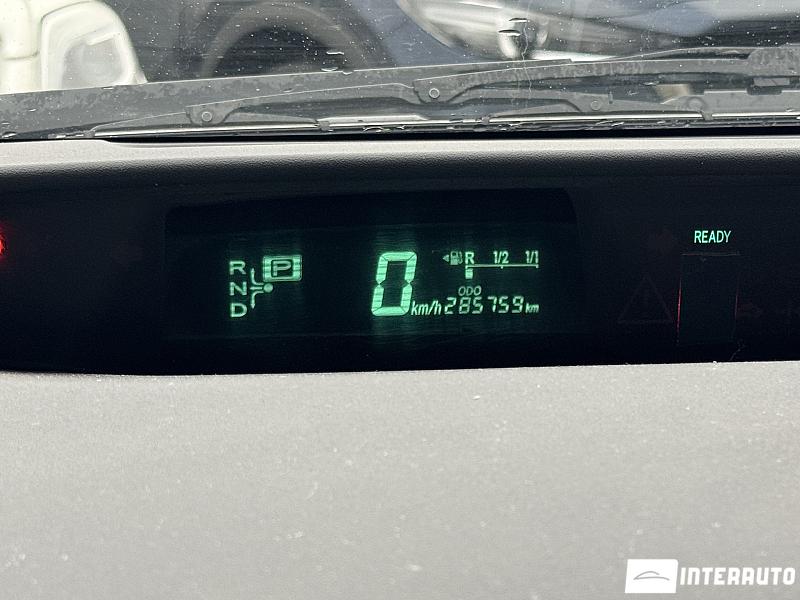 READY
R P
N
D
0 km/h
R 1/2 1/1
ODO
285759 km
INTERAUTO